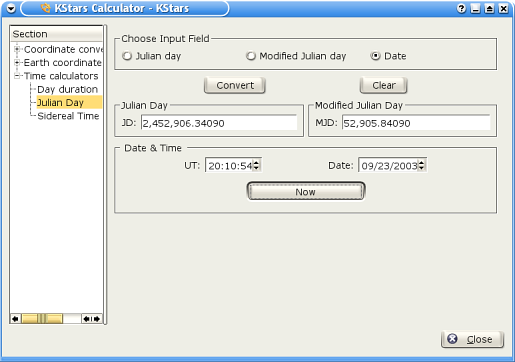 KStars Calculator - KStars
Section
Coordinate conve
Earth coordinate
Time calculators
Day duration
Julian Day
Sidereal Time
Choose Input Field
Julian day Modified Julian day Date
Convert Clear
Julian Day Modified Julian Day
JD: 2,452,906.34090 MJD: 52,905.84090
Date & Time
UT: 20:10:54 Date: 09/23/2003
Now
Close